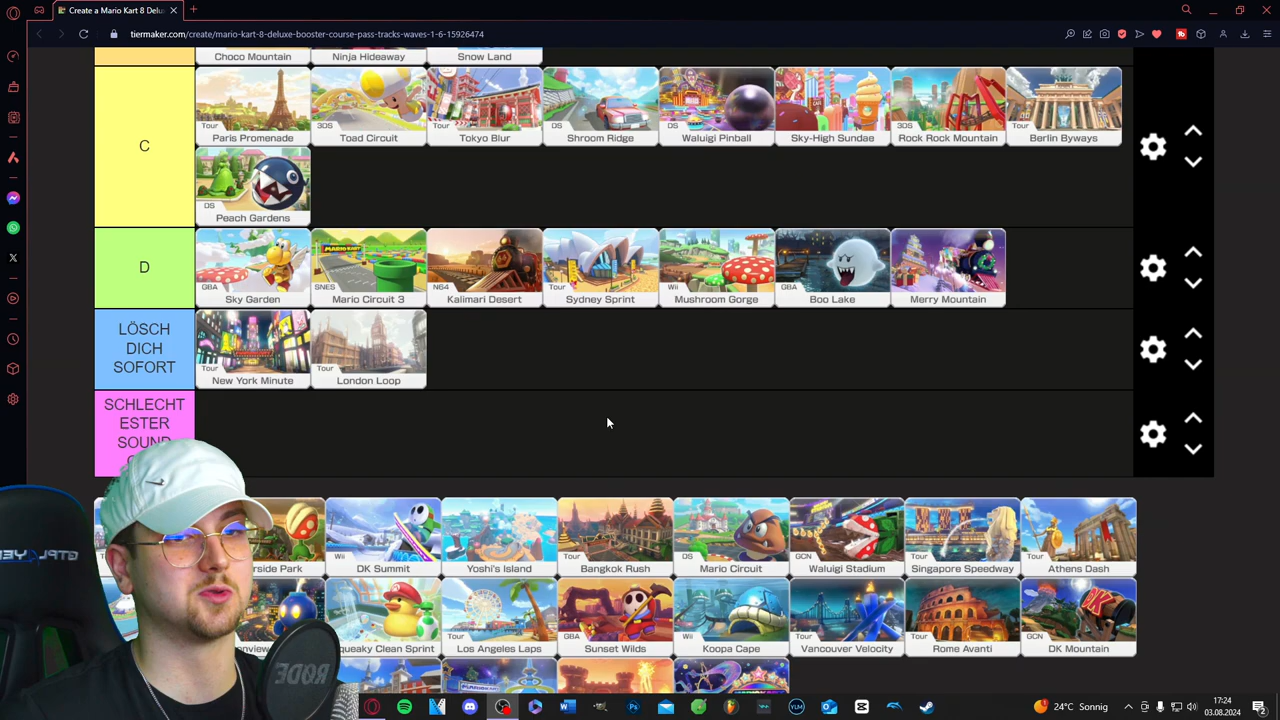 Create a Mario Kart 8 Delu
tiermaker.com/create/mario-kart-8-deluxe-booster-course-pass-tracks-waves-1-6-15926474
Choco Mountain
Ninja Hideaway
Snow Land
C
Tour
Paris Promenade
3DS
Toad Circuit
Tour
Tokyo Blur
DS
Shroom Ridge
DS
Waluigi Pinball
Sky-High Sundae
3DS
Rock Rock Mountain
Tour
Berlin Byways
DS
Peach Gardens
D
GBA
Sky Garden
SNES
Mario Circuit 3
N64
Kalimari Desert
Tour
Sydney Sprint
Wii
Mushroom Gorge
GBA
Boo Lake
Merry Mountain
LÖSCH
DICH
SOFORT
Tour
New York Minute
Tour
London Loop
SCHLECHT
ESTER
SOUND
rside Park
Wii
DK Summit
Yoshi's Island
Tour
Bangkok Rush
DS
Mario Circuit
GCN
Waluigi Stadium
Tour
Singapore Speedway
Tour
Athens Dash
queaky Clean Sprint
Tour
Los Angeles Laps
GBA
Sunset Wilds
Wii
Koopa Cape
Tour
Vancouver Velocity
Tour
Rome Avanti
GCN
DK Mountain
GTPLAYER
RØDE
24°C Sonnig
17:24
03.08.2024